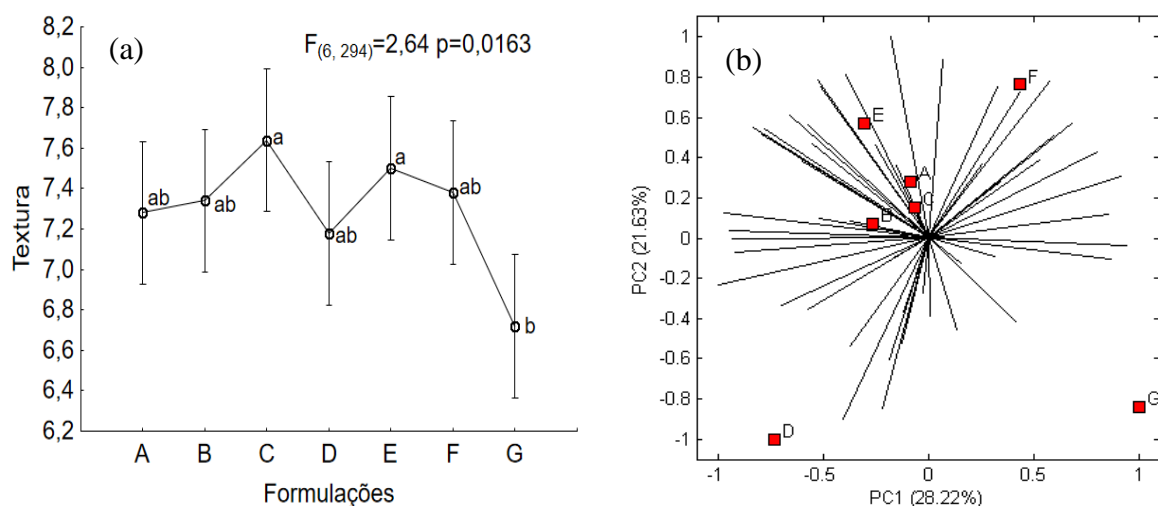 (a)
F(6, 294)=2,64 p=0,0163
Textura
8,2
8,0
7,8
7,6
7,4
7,2
7,0
6,8
6,6
6,4
6,2
ab
ab
a
ab
a
ab
b
A B C D E F G
Formulações
(b)
PC2 (21.63%)
1
0.8
0.6
0.4
0.2
0
-0.2
-0.4
-0.6
-0.8
-1
F
E
A
C
B
D
G
-1 -0.5 0 0.5 1
PC1 (28.22%)